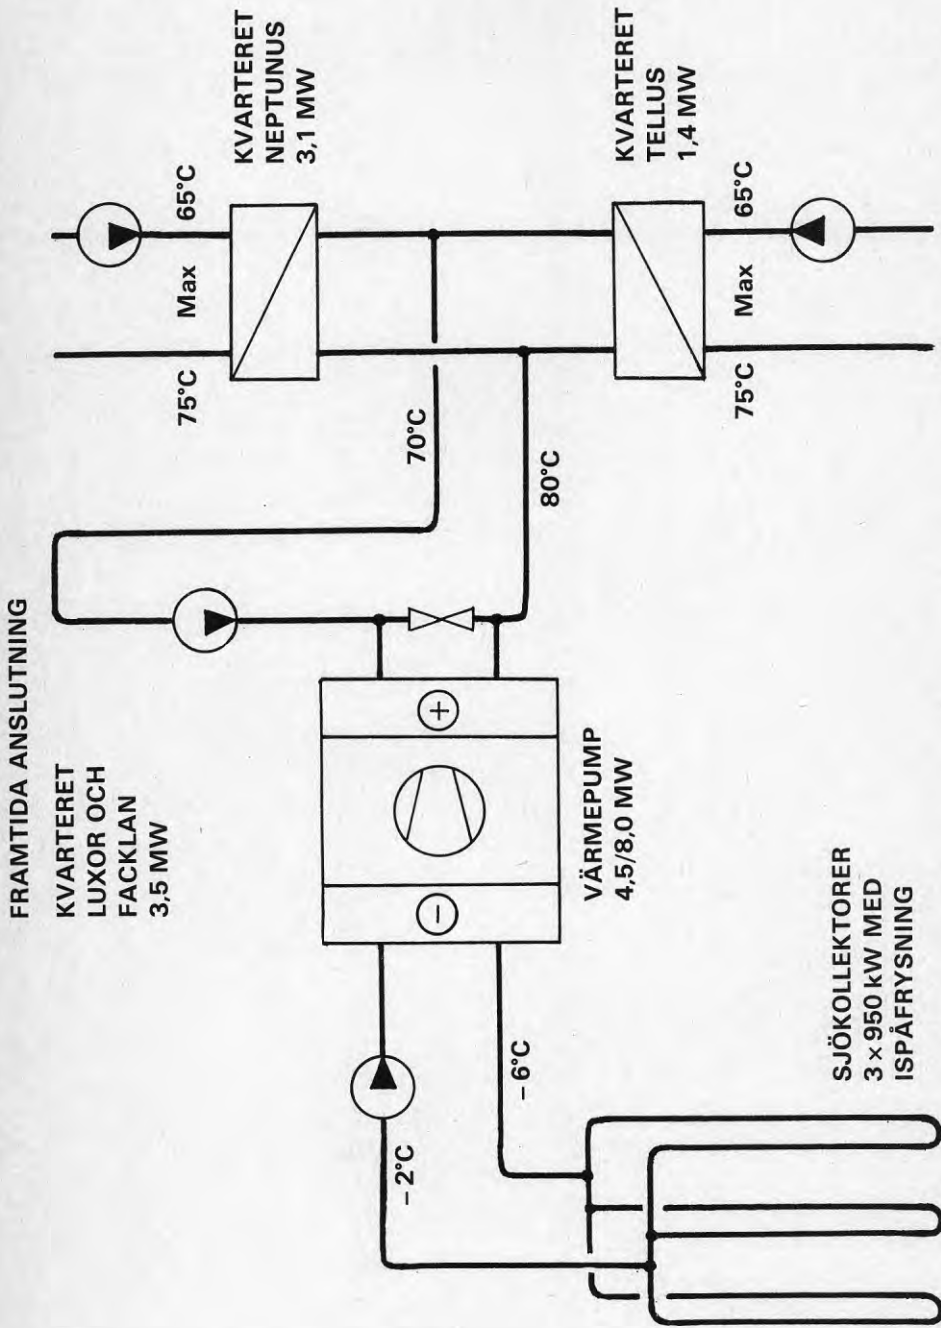 FRAMTIDA ANSLUTNING
KVARTERET
LUXOR OCH
FACKLAN
3,5 MW
75°C Max 65°C
KVARTERET
NEPTUNUS
3,1 MW
– 2°C
70°C
– +
– 6°C
80°C
VÄRMEPUMP
4,5/8,0 MW
KVARTERET
TELLUS
1,4 MW
75°C Max 65°C
SJÖKOLLEKTORER
3 × 950 kW MED
ISPÅFRYSNING